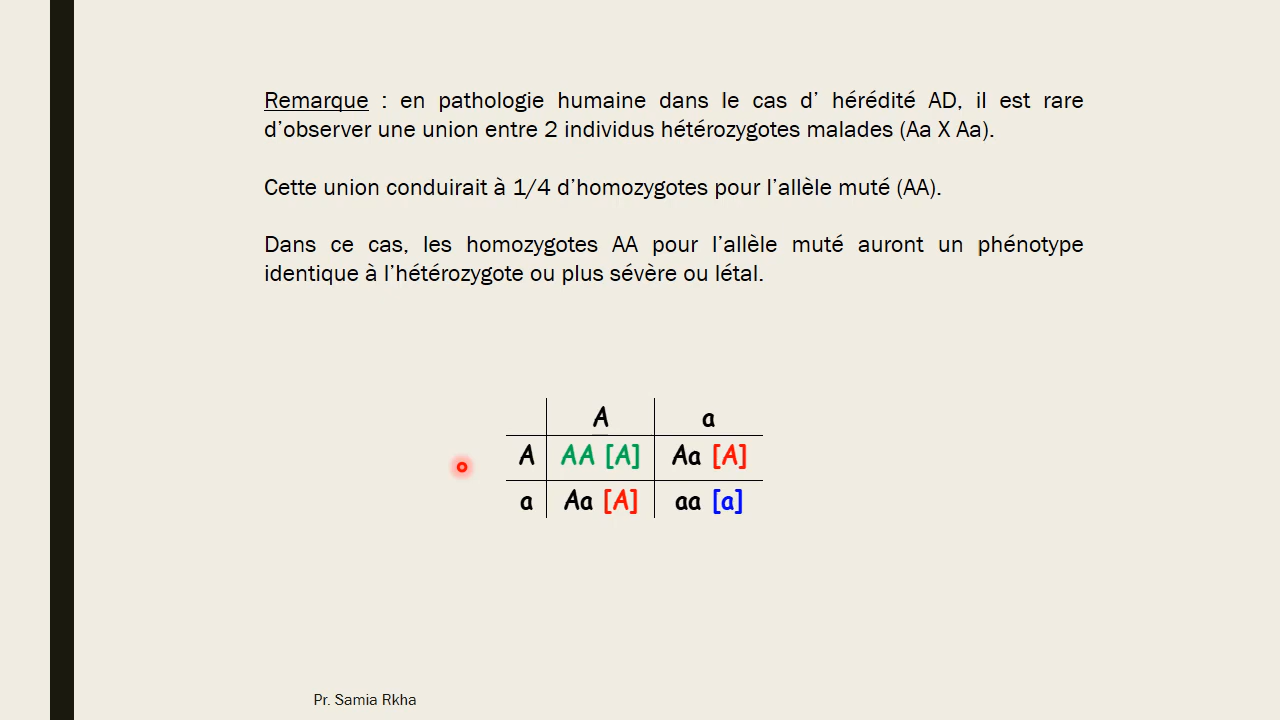 Remarque : en pathologie humaine dans le cas d’ hérédité AD, il est rare
d’observer une union entre 2 individus hétérozygotes malades (Aa X Aa).
Cette union conduirait à 1/4 d’homozygotes pour l’allèle muté (AA).
Dans ce cas, les homozygotes AA pour l’allèle muté auront un phénotype
identique à l’hétérozygote ou plus sévère ou létal.
A a
A AA [A] Aa [A]
a Aa [A] aa [a]
Pr. Samia Rkha